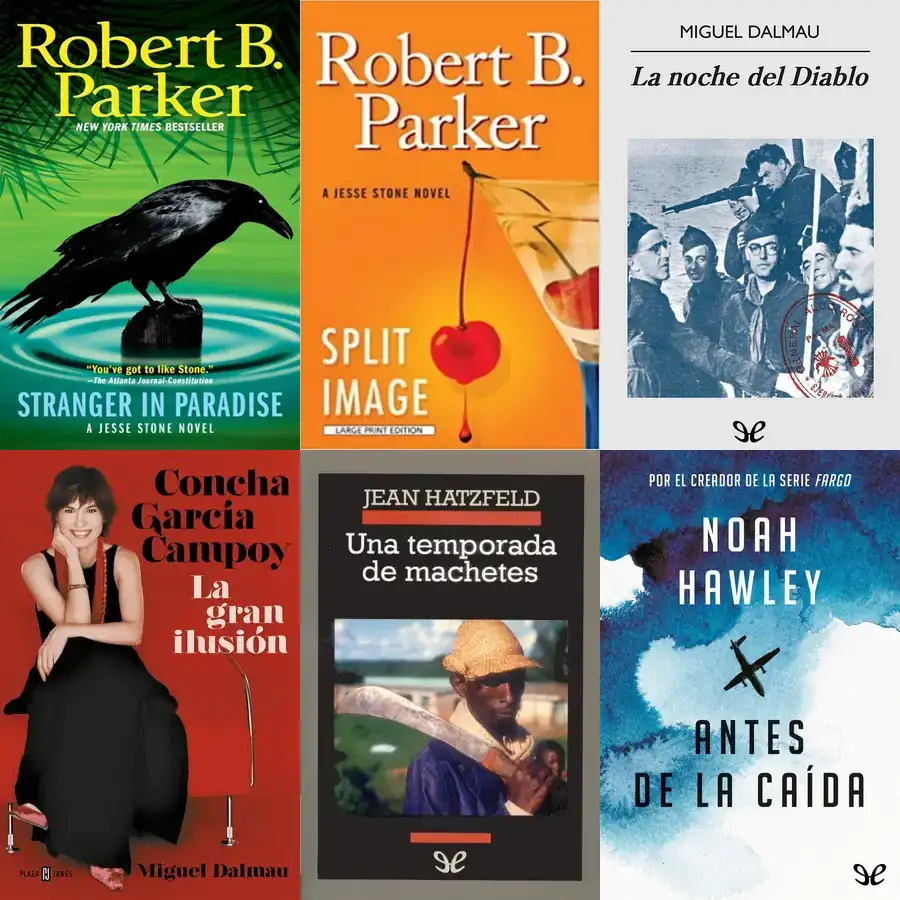 Robert B.
Parker
NEW YORK TIMES BESTSELLER
"You've got to like Stone."
—The Atlanta Journal-Constitution
STRANGER IN PARADISE
A JESSE STONE NOVEL
Robert B.
Parker
A JESSE STONE NOVEL
SPLIT
IMAGE
LARGE PRINT EDITION
MIGUEL DALMAU
La noche del Diablo
Concha
García
Campoy
La
gran
ilusión
PLAZA JANÉS
Miguel Dalmau
JEAN HATZFELD
Una temporada
de machetes
POR EL CREADOR DE LA SERIE FARGO
NOAH
HAWLEY
ANTES
DE LA CAÍDA